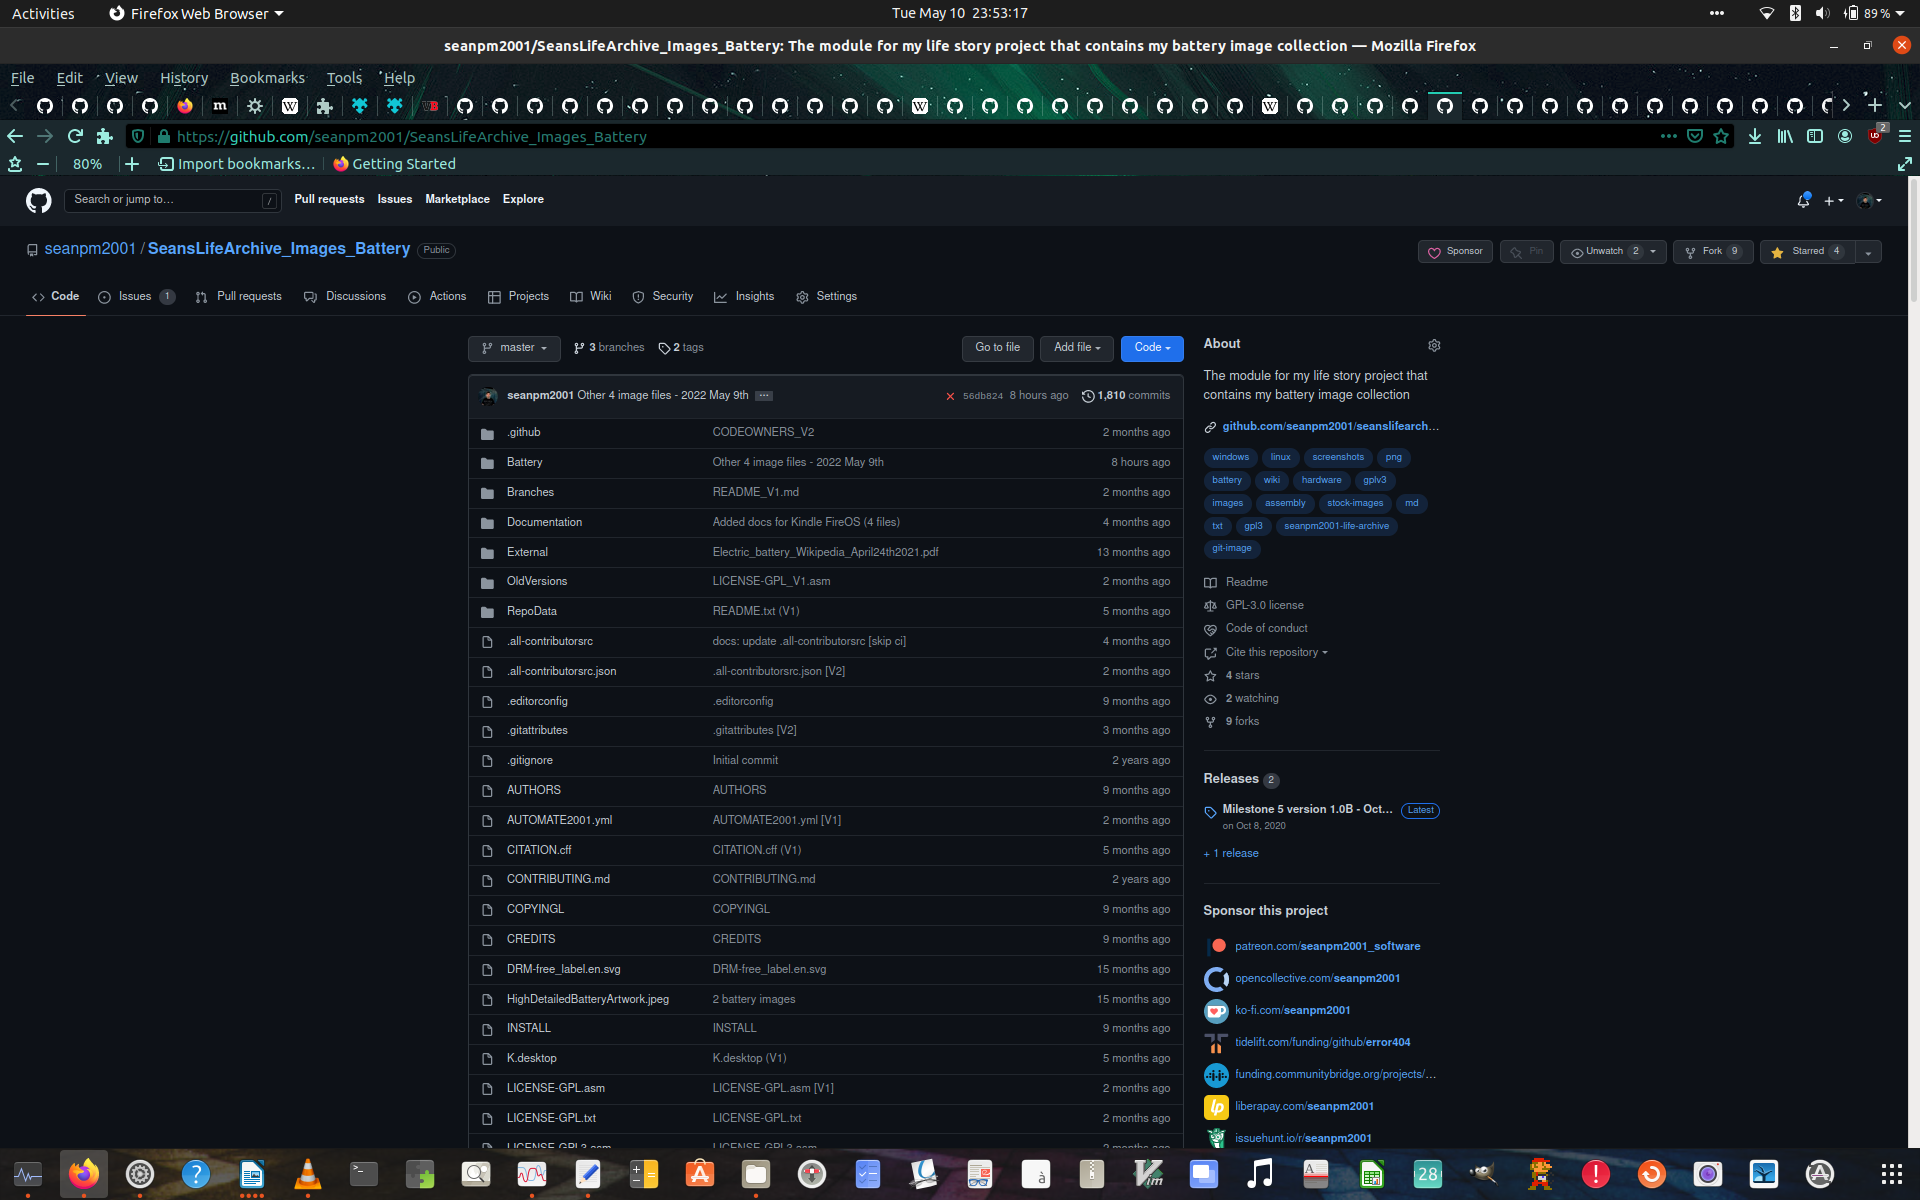 Activities Firefox Web Browser Tue May 10 23:53:17 89 %
seanpm2001/SeansLifeArchive_Images_Battery: The module for my life story project that contains my battery image collection — Mozilla Firefox
File Edit View History Bookmarks Tools Help
https://github.com/seanpm2001/SeansLifeArchive_Images_Battery 2
80% Import bookmarks… Getting Started
Search or jump to… / Pull requests Issues Marketplace Explore
seanpm2001 / SeansLifeArchive_Images_Battery Public
Sponsor Pin Unwatch 2 Fork 9 Starred 4
Code Issues 1 Pull requests Discussions Actions Projects Wiki Security Insights Settings
master 3 branches 2 tags Go to file Add file Code
seanpm2001 Other 4 image files - 2022 May 9th ··· 56db824 8 hours ago 1,810 commits
.github CODEOWNERS_V2 2 months ago
Battery Other 4 image files - 2022 May 9th 8 hours ago
Branches README_V1.md 2 months ago
Documentation Added docs for Kindle FireOS (4 files) 4 months ago
External Electric_battery_Wikipedia_April24th2021.pdf 13 months ago
OldVersions LICENSE-GPL_V1.asm 2 months ago
RepoData README.txt (V1) 5 months ago
.all-contributorsrc docs: update .all-contributorsrc [skip ci] 4 months ago
.all-contributorsrc.json .all-contributorsrc.json [V2] 2 months ago
.editorconfig .editorconfig 9 months ago
.gitattributes .gitattributes [V2] 3 months ago
.gitignore Initial commit 2 years ago
AUTHORS AUTHORS 9 months ago
AUTOMATE2001.yml AUTOMATE2001.yml [V1] 2 months ago
CITATION.cff CITATION.cff (V1) 5 months ago
CONTRIBUTING.md CONTRIBUTING.md 2 years ago
COPYINGL COPYINGL 9 months ago
CREDITS CREDITS 9 months ago
DRM-free_label.en.svg DRM-free_label.en.svg 15 months ago
HighDetailedBatteryArtwork.jpeg 2 battery images 15 months ago
INSTALL INSTALL 9 months ago
K.desktop K.desktop (V1) 5 months ago
LICENSE-GPL.asm LICENSE-GPL.asm [V1] 2 months ago
LICENSE-GPL.txt LICENSE-GPL.txt 2 months ago
LICENSE-GPL3.asm LICENSE-GPL3.asm 2 months ago
About
The module for my life story project that
contains my battery image collection
github.com/seanpm2001/seanslifearch…
windows linux screenshots png
battery wiki hardware gplv3
images assembly stock-images md
txt gpl3 seanpm2001-life-archive
git-image
Readme
GPL-3.0 license
Code of conduct
Cite this repository
4 stars
2 watching
9 forks
Releases 2
Milestone 5 version 1.0B - Oct… Latest
on Oct 8, 2020
+ 1 release
Sponsor this project
patreon.com/seanpm2001_software
opencollective.com/seanpm2001
ko-fi.com/seanpm2001
tidelift.com/funding/github/error404
funding.communitybridge.org/projects/…
liberapay.com/seanpm2001
issuehunt.io/r/seanpm2001
28